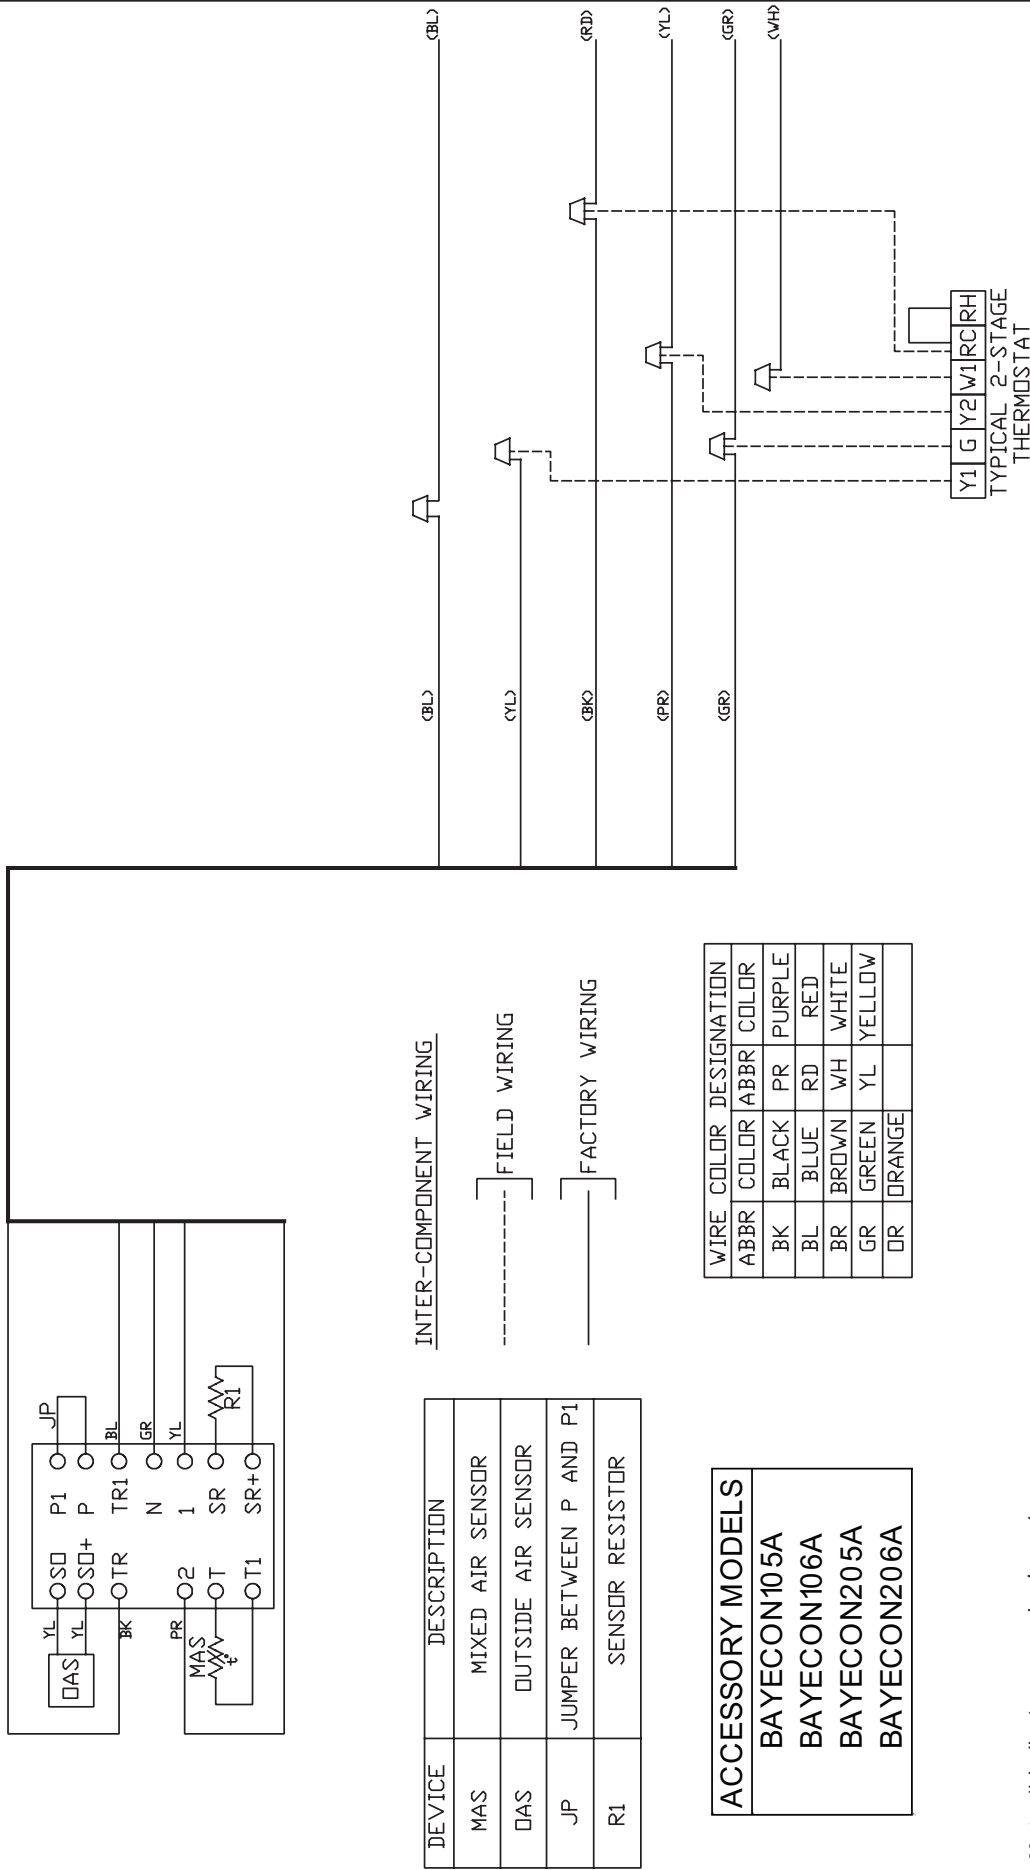 JP
YL
YL
BK
PR
BL
GR
YL
OAS
MAS
t°
R1
SO P1
SO+ P
TR TR1
N
2 1
T SR
T1 SR+
(BL)
(YL)
(BK)
(PR)
(GR)
(BL)
(RD)
(YL)
(GR)
(WH)
Y1 G Y2 W1 RC RH
TYPICAL 2-STAGE
THERMOSTAT
DEVICE DESCRIPTION
MAS MIXED AIR SENSOR
OAS OUTSIDE AIR SENSOR
JP JUMPER BETWEEN P AND P1
R1 SENSOR RESISTOR
INTER-COMPONENT WIRING
FIELD WIRING
FACTORY WIRING
ACCESSORY MODELS
BAYECON105A
BAYECON106A
BAYECON205A
BAYECON206A
WIRE COLOR DESIGNATION
ABBR COLOR ABBR COLOR
BK BLACK PR PURPLE
BL BLUE RD RED
BR BROWN WH WHITE
GR GREEN YL YELLOW
OR ORANGE